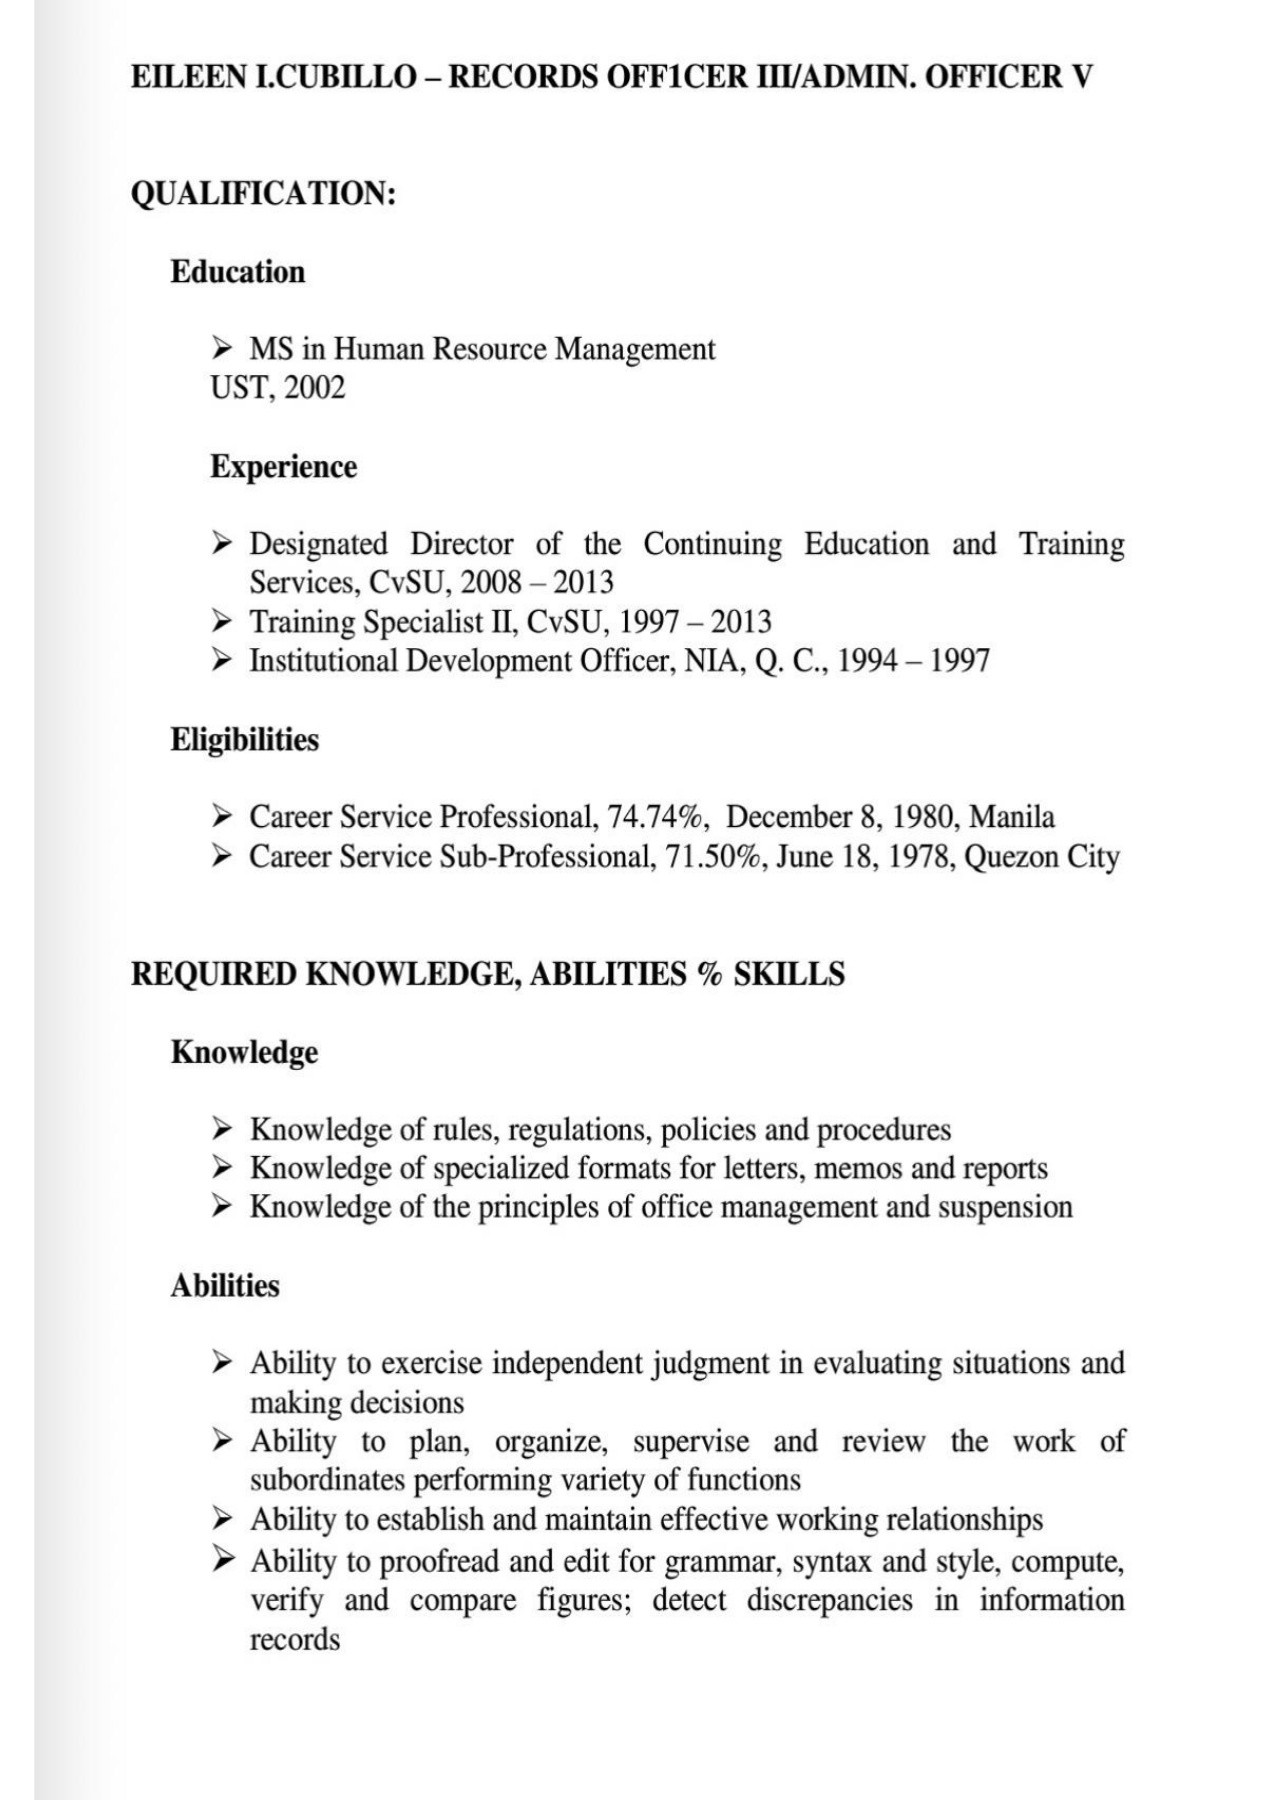 EILEEN I.CUBILLO – RECORDS OFF1CER III/ADMIN. OFFICER V
QUALIFICATION:
Education
➢ MS in Human Resource Management
UST, 2002
Experience
➢ Designated Director of the Continuing Education and Training
Services, CvSU, 2008 – 2013
➢ Training Specialist II, CvSU, 1997 – 2013
➢ Institutional Development Officer, NIA, Q. C., 1994 – 1997
Eligibilities
➢ Career Service Professional, 74.74%, December 8, 1980, Manila
➢ Career Service Sub-Professional, 71.50%, June 18, 1978, Quezon City
REQUIRED KNOWLEDGE, ABILITIES % SKILLS
Knowledge
➢ Knowledge of rules, regulations, policies and procedures
➢ Knowledge of specialized formats for letters, memos and reports
➢ Knowledge of the principles of office management and suspension
Abilities
➢ Ability to exercise independent judgment in evaluating situations and
making decisions
➢ Ability to plan, organize, supervise and review the work of
subordinates performing variety of functions
➢ Ability to establish and maintain effective working relationships
➢ Ability to proofread and edit for grammar, syntax and style, compute,
verify and compare figures; detect discrepancies in information
records